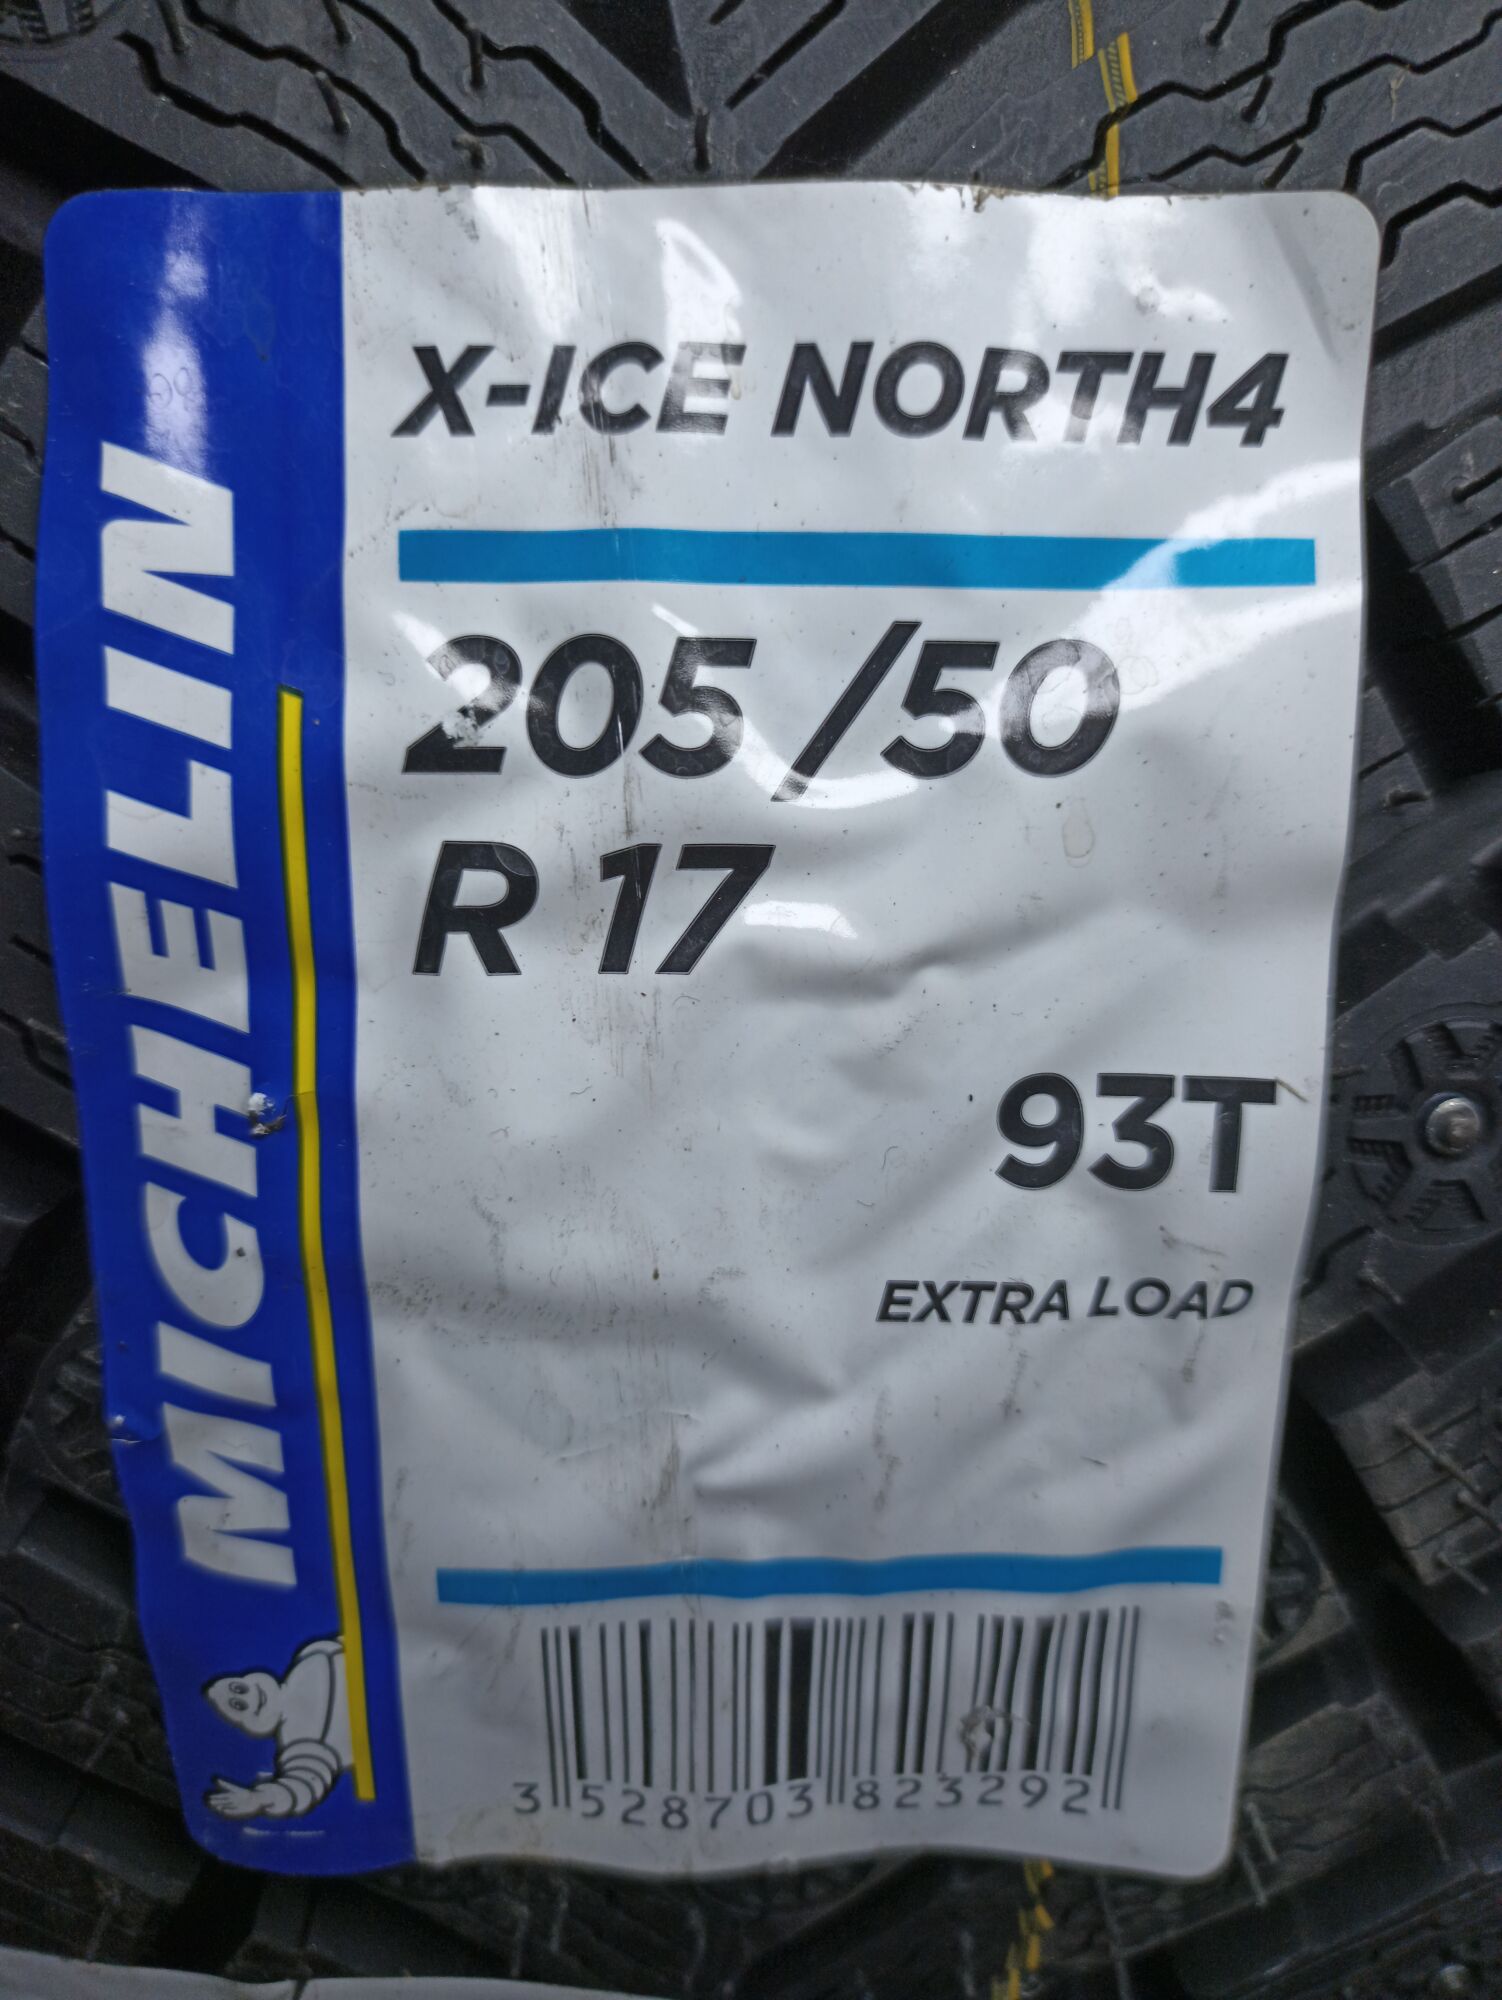 MICHELIN
X-ICE NORTH4
205/50
R 17
93T
EXTRA LOAD
3 528703 823292